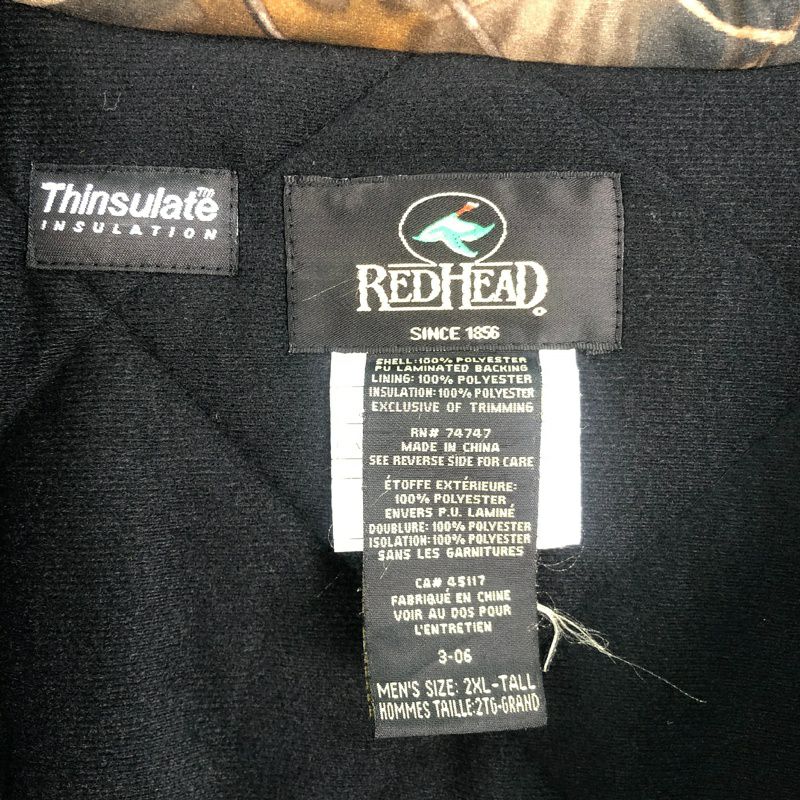 Thinsulate™
INSULATION
REDHEAD®
SINCE 1856
SHELL: 100% POLYESTER
PU LAMINATED BACKING
LINING: 100% POLYESTER
INSULATION: 100% POLYESTER
EXCLUSIVE OF TRIMMING
RN# 74747
MADE IN CHINA
SEE REVERSE SIDE FOR CARE
ÉTOFFE EXTÉRIEURE:
100% POLYESTER
ENVERS P.U. LAMINÉ
DOUBLURE: 100% POLYESTER
ISOLATION: 100% POLYESTER
SANS LES GARNITURES
CA# 45117
FABRIQUÉ EN CHINE
VOIR AU DOS POUR
L'ENTRETIEN
3-06
MEN'S SIZE: 2XL-TALL
HOMMES TAILLE:2TG-GRAND